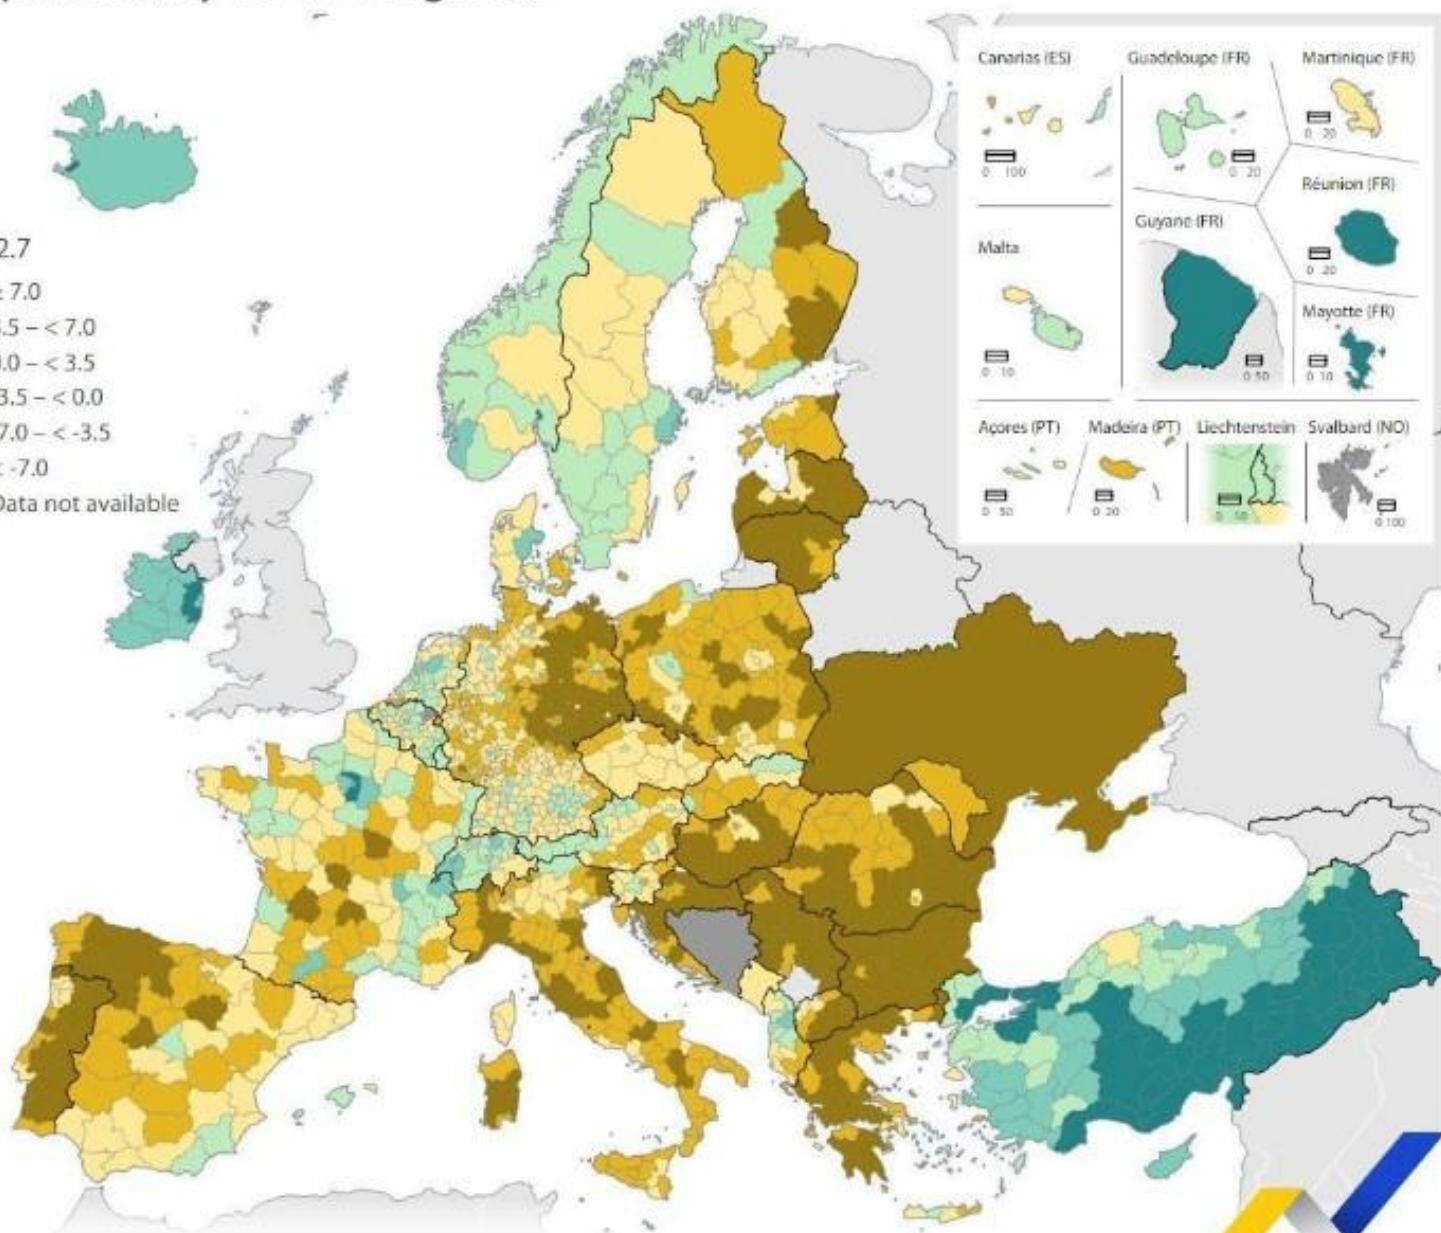 2.7
7.0
.5 – < 7.0
.0 – < 3.5
3.5 – < 0.0
7.0 – < -3.5
-7.0
Data not available
Canarias (ES)
0 100
Guadeloupe (FR)
0 20
Martinique (FR)
0 20
Réunion (FR)
0 20
Guyane (FR)
0 50
Mayotte (FR)
0 10
Malta
0 10
Açores (PT)
0 50
Madeira (PT)
0 20
Liechtenstein
0 10
Svalbard (NO)
0 100